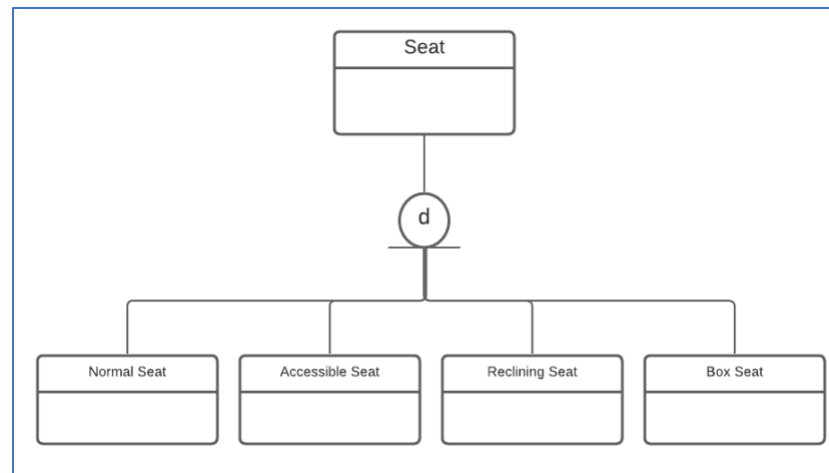 Seat
d
Normal Seat
Accessible Seat
Reclining Seat
Box Seat